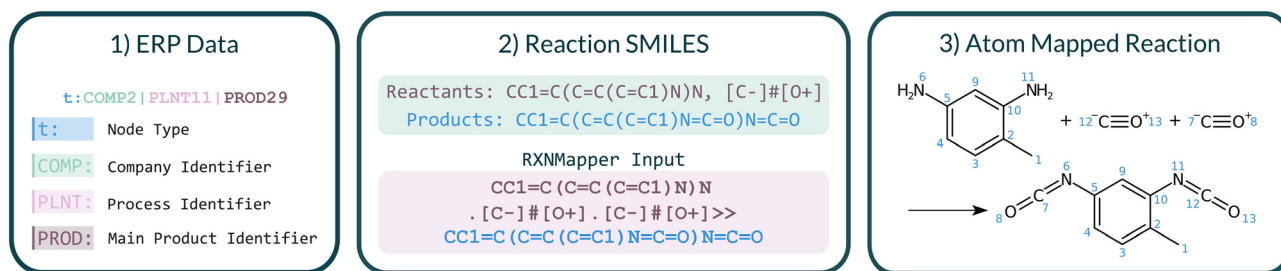 1) ERP Data
t:COMP2|PLNT11|PROD29
t: Node Type
COMP: Company Identifier
PLNT: Process Identifier
PROD: Main Product Identifier
2) Reaction SMILES
Reactants: CC1=C(C=C(C=C1)N)N, [C-]#[O+]
Products: CC1=C(C=C(C=C1)N=C=O)N=C=O
RXNMapper Input
CC1=C(C=C(C=C1)N)N
.[C-]#[O+].[C-]#[O+]>>
CC1=C(C=C(C=C1)N=C=O)N=C=O
3) Atom Mapped Reaction
6 9 11
H₂N NH₂
5 10
+ 12 ⁻C≡O⁺ 13 + 7 ⁻C≡O⁺ 8
4 2
3 1
6 9 11
N N
5 10
O C C O
8 7 12 13
4 2
3 1